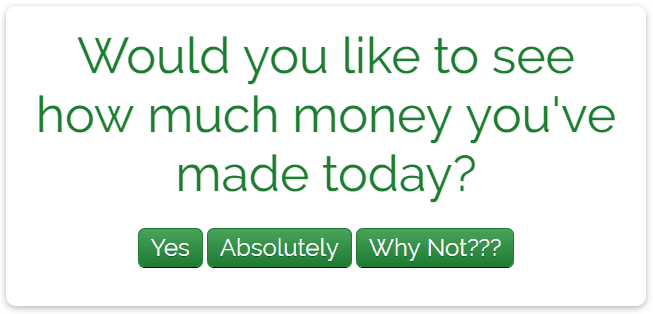 Would you like to see
how much money you've
made today?
Yes Absolutely Why Not???